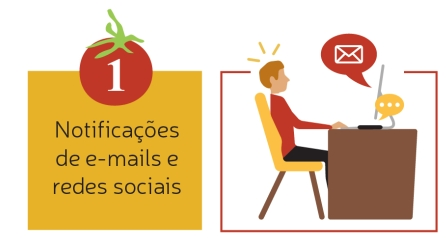 1
Notificações
de e-mails e
redes sociais